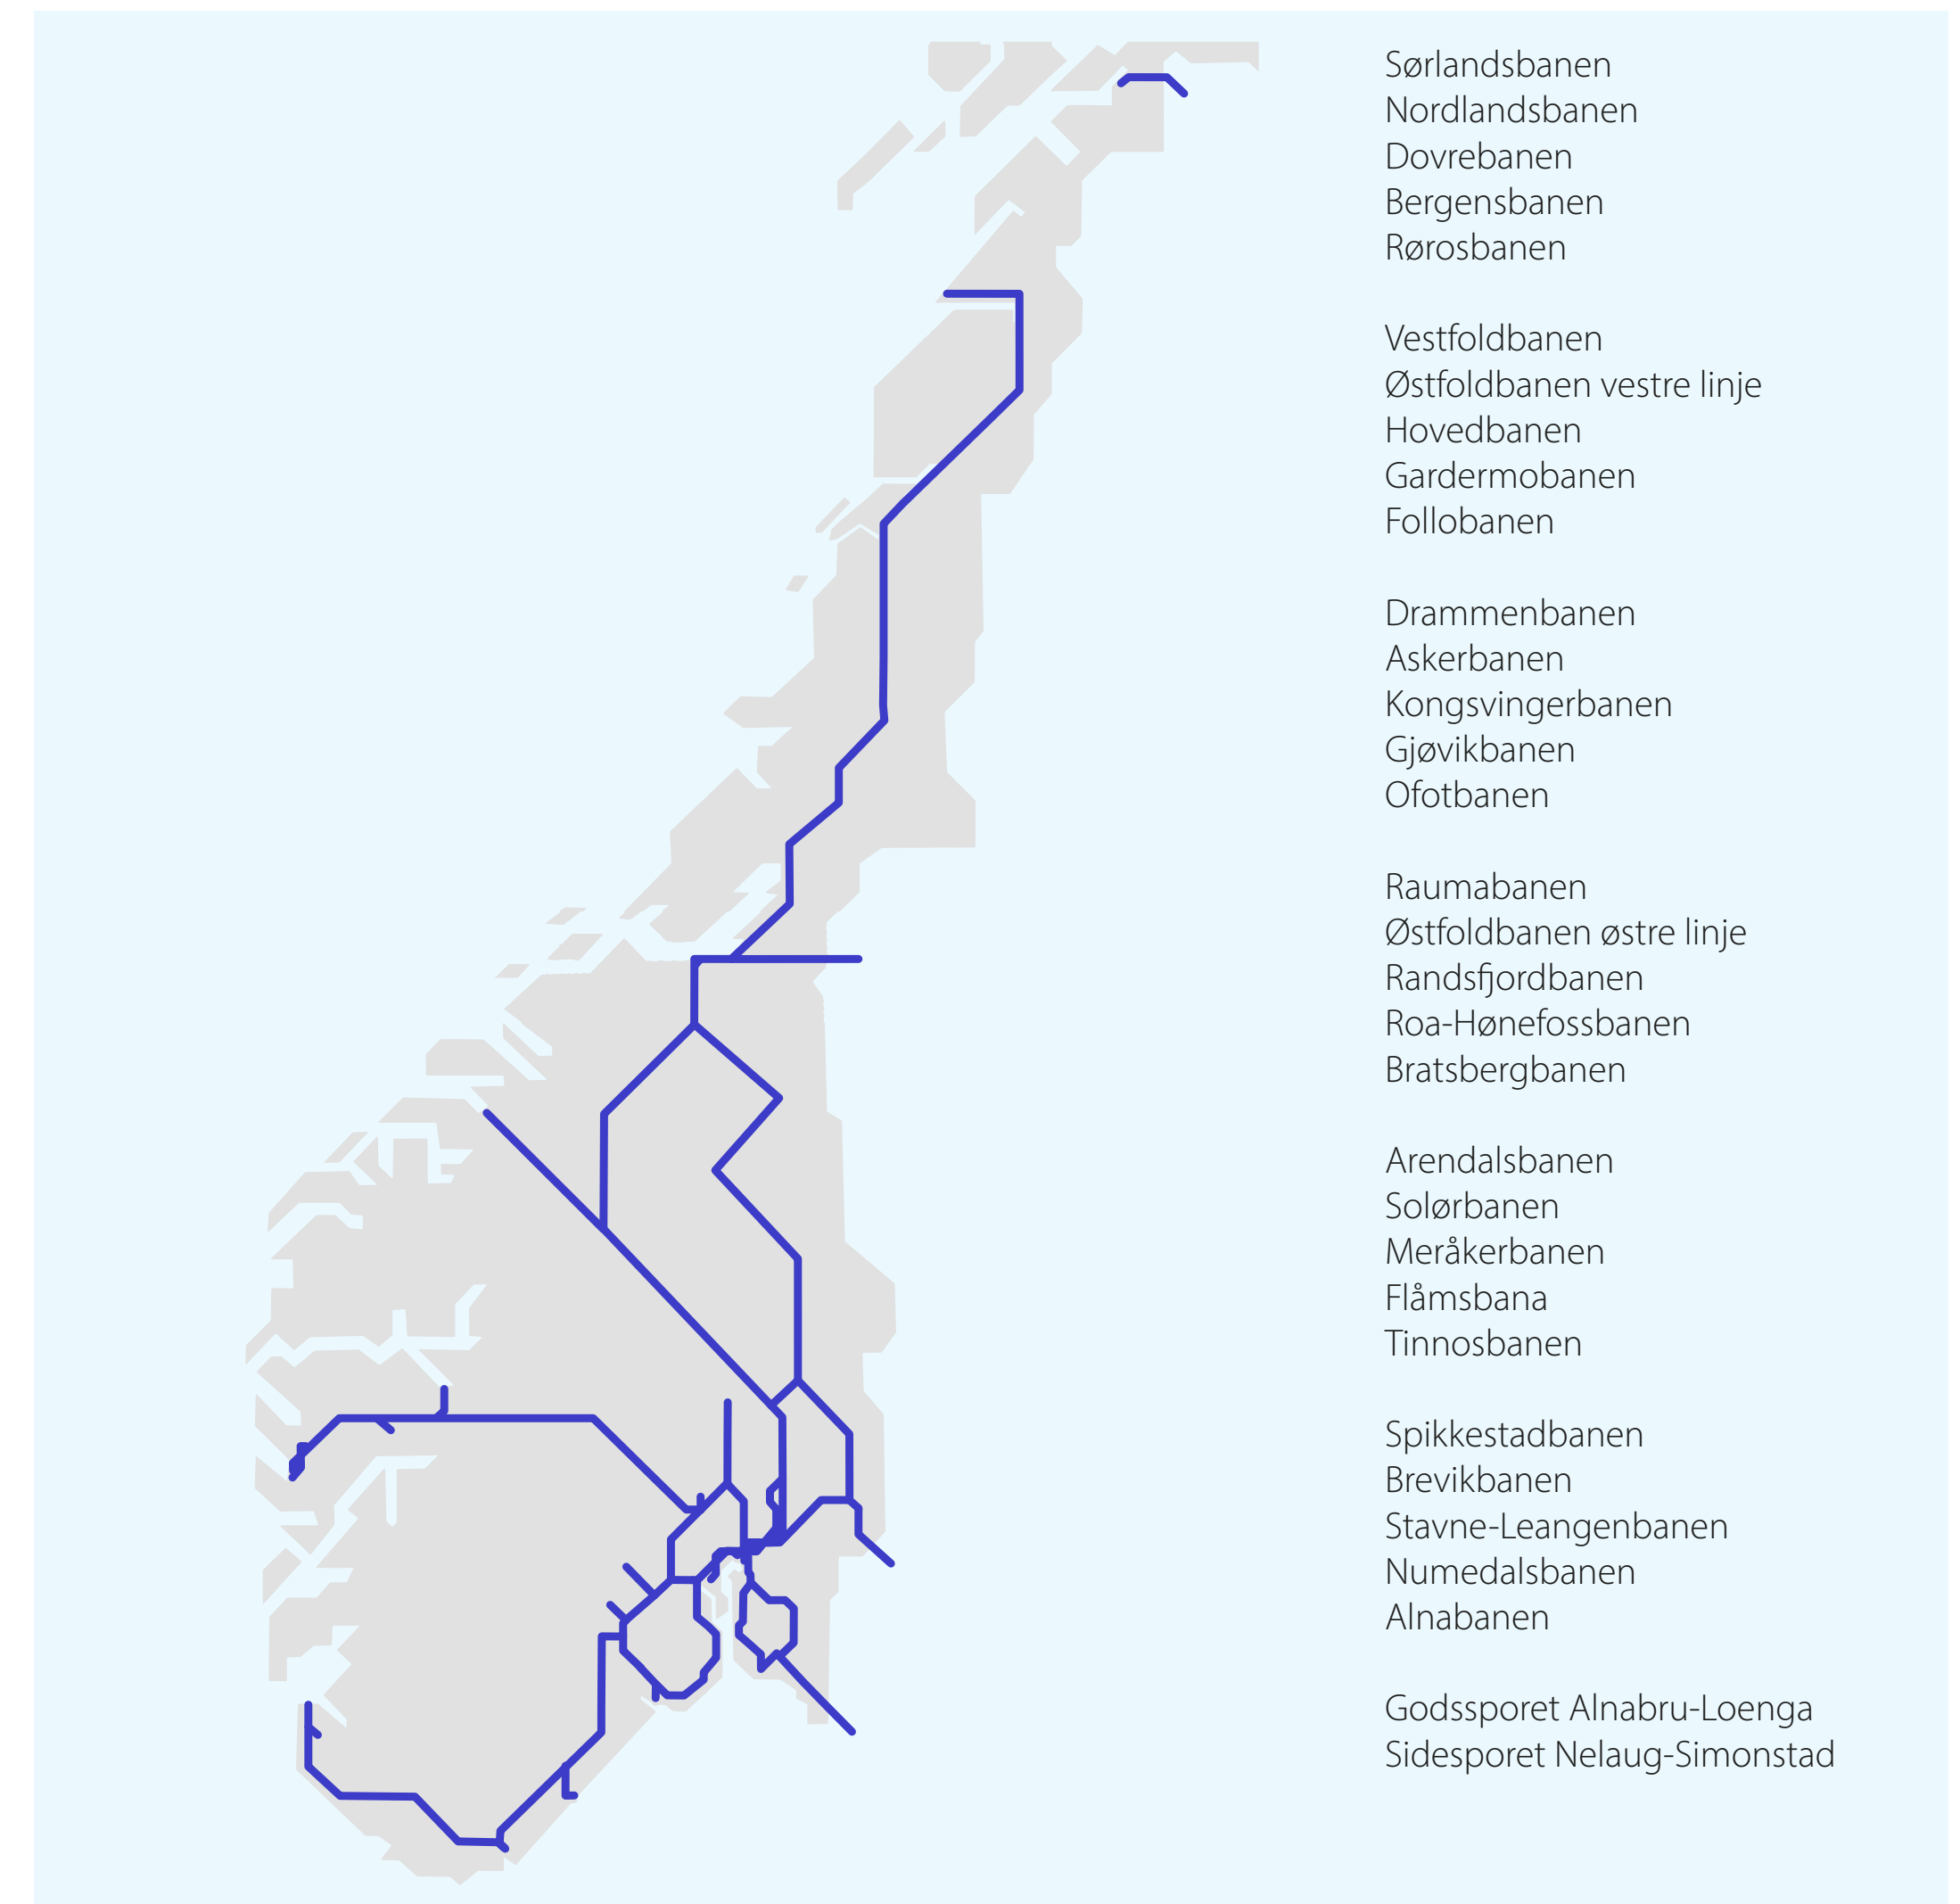 Sørlandsbanen
Nordlandsbanen
Dovrebanen
Bergensbanen
Rørosbanen
Vestfoldbanen
Østfoldbanen vestre linje
Hovedbanen
Gardermobanen
Follobanen
Drammenbanen
Askerbanen
Kongsvingerbanen
Gjøvikbanen
Ofotbanen
Raumabanen
Østfoldbanen østre linje
Randsfjordbanen
Roa-Hønefossbanen
Bratsbergbanen
Arendalsbanen
Solørbanen
Meråkerbanen
Flåmsbana
Tinnosbanen
Spikkestadbanen
Brevikbanen
Stavne-Leangenbanen
Numedalsbanen
Alnabanen
Godssporet Alnabru-Loenga
Sidesporet Nelaug-Simonstad